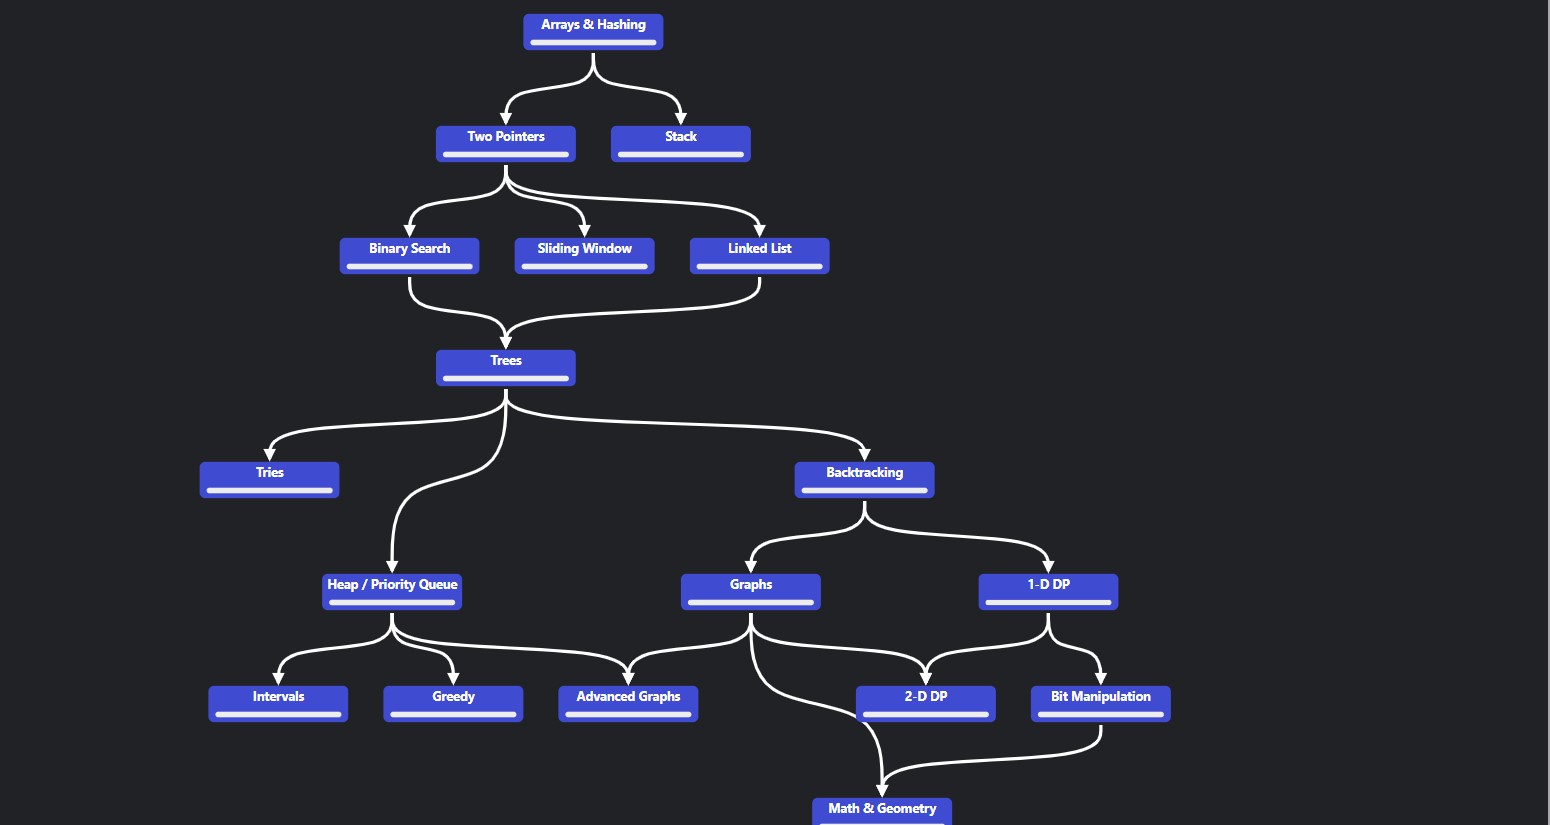 Arrays & Hashing
Two Pointers
Stack
Binary Search
Sliding Window
Linked List
Trees
Tries
Backtracking
Heap / Priority Queue
Graphs
1-D DP
Intervals
Greedy
Advanced Graphs
2-D DP
Bit Manipulation
Math & Geometry